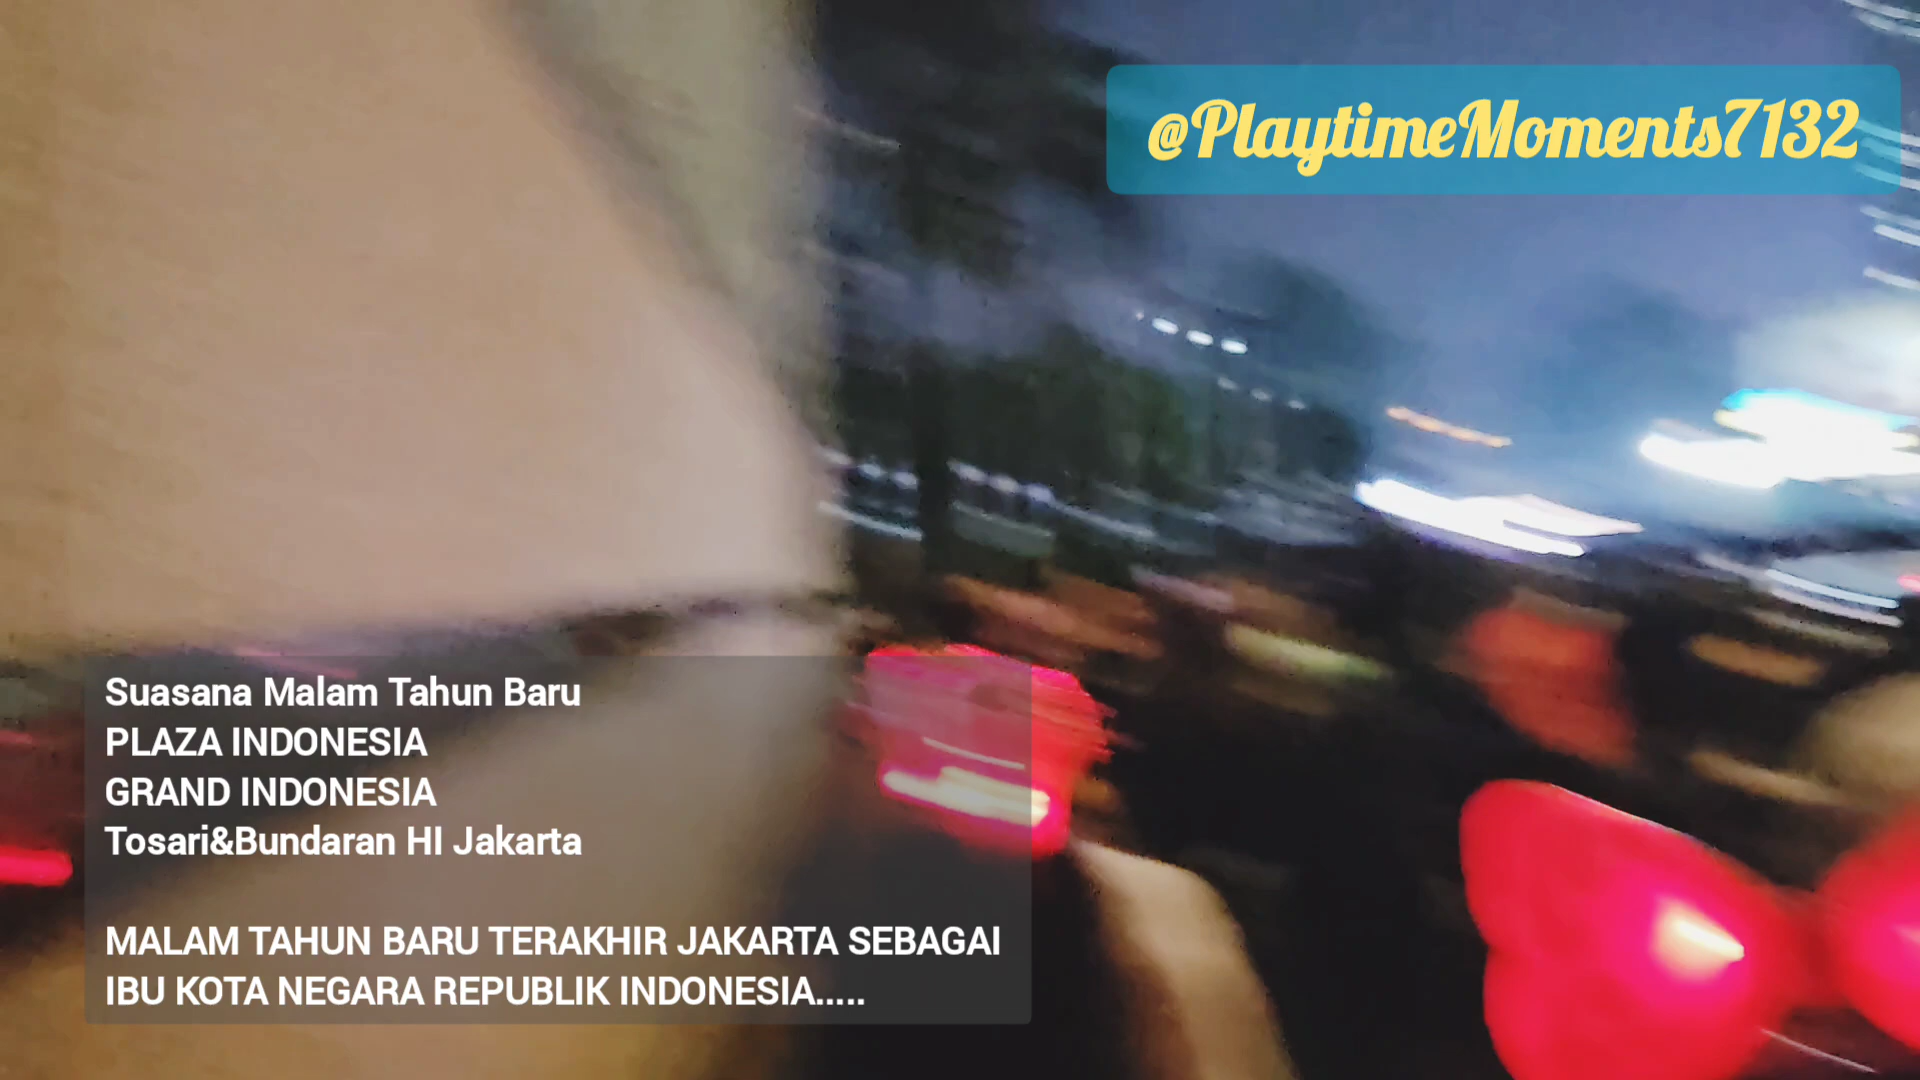 @PlaytimeMoments7132
Suasana Malam Tahun Baru
PLAZA INDONESIA
GRAND INDONESIA
Tosari&Bundaran HI Jakarta
MALAM TAHUN BARU TERAKHIR JAKARTA SEBAGAI
IBU KOTA NEGARA REPUBLIK INDONESIA.....